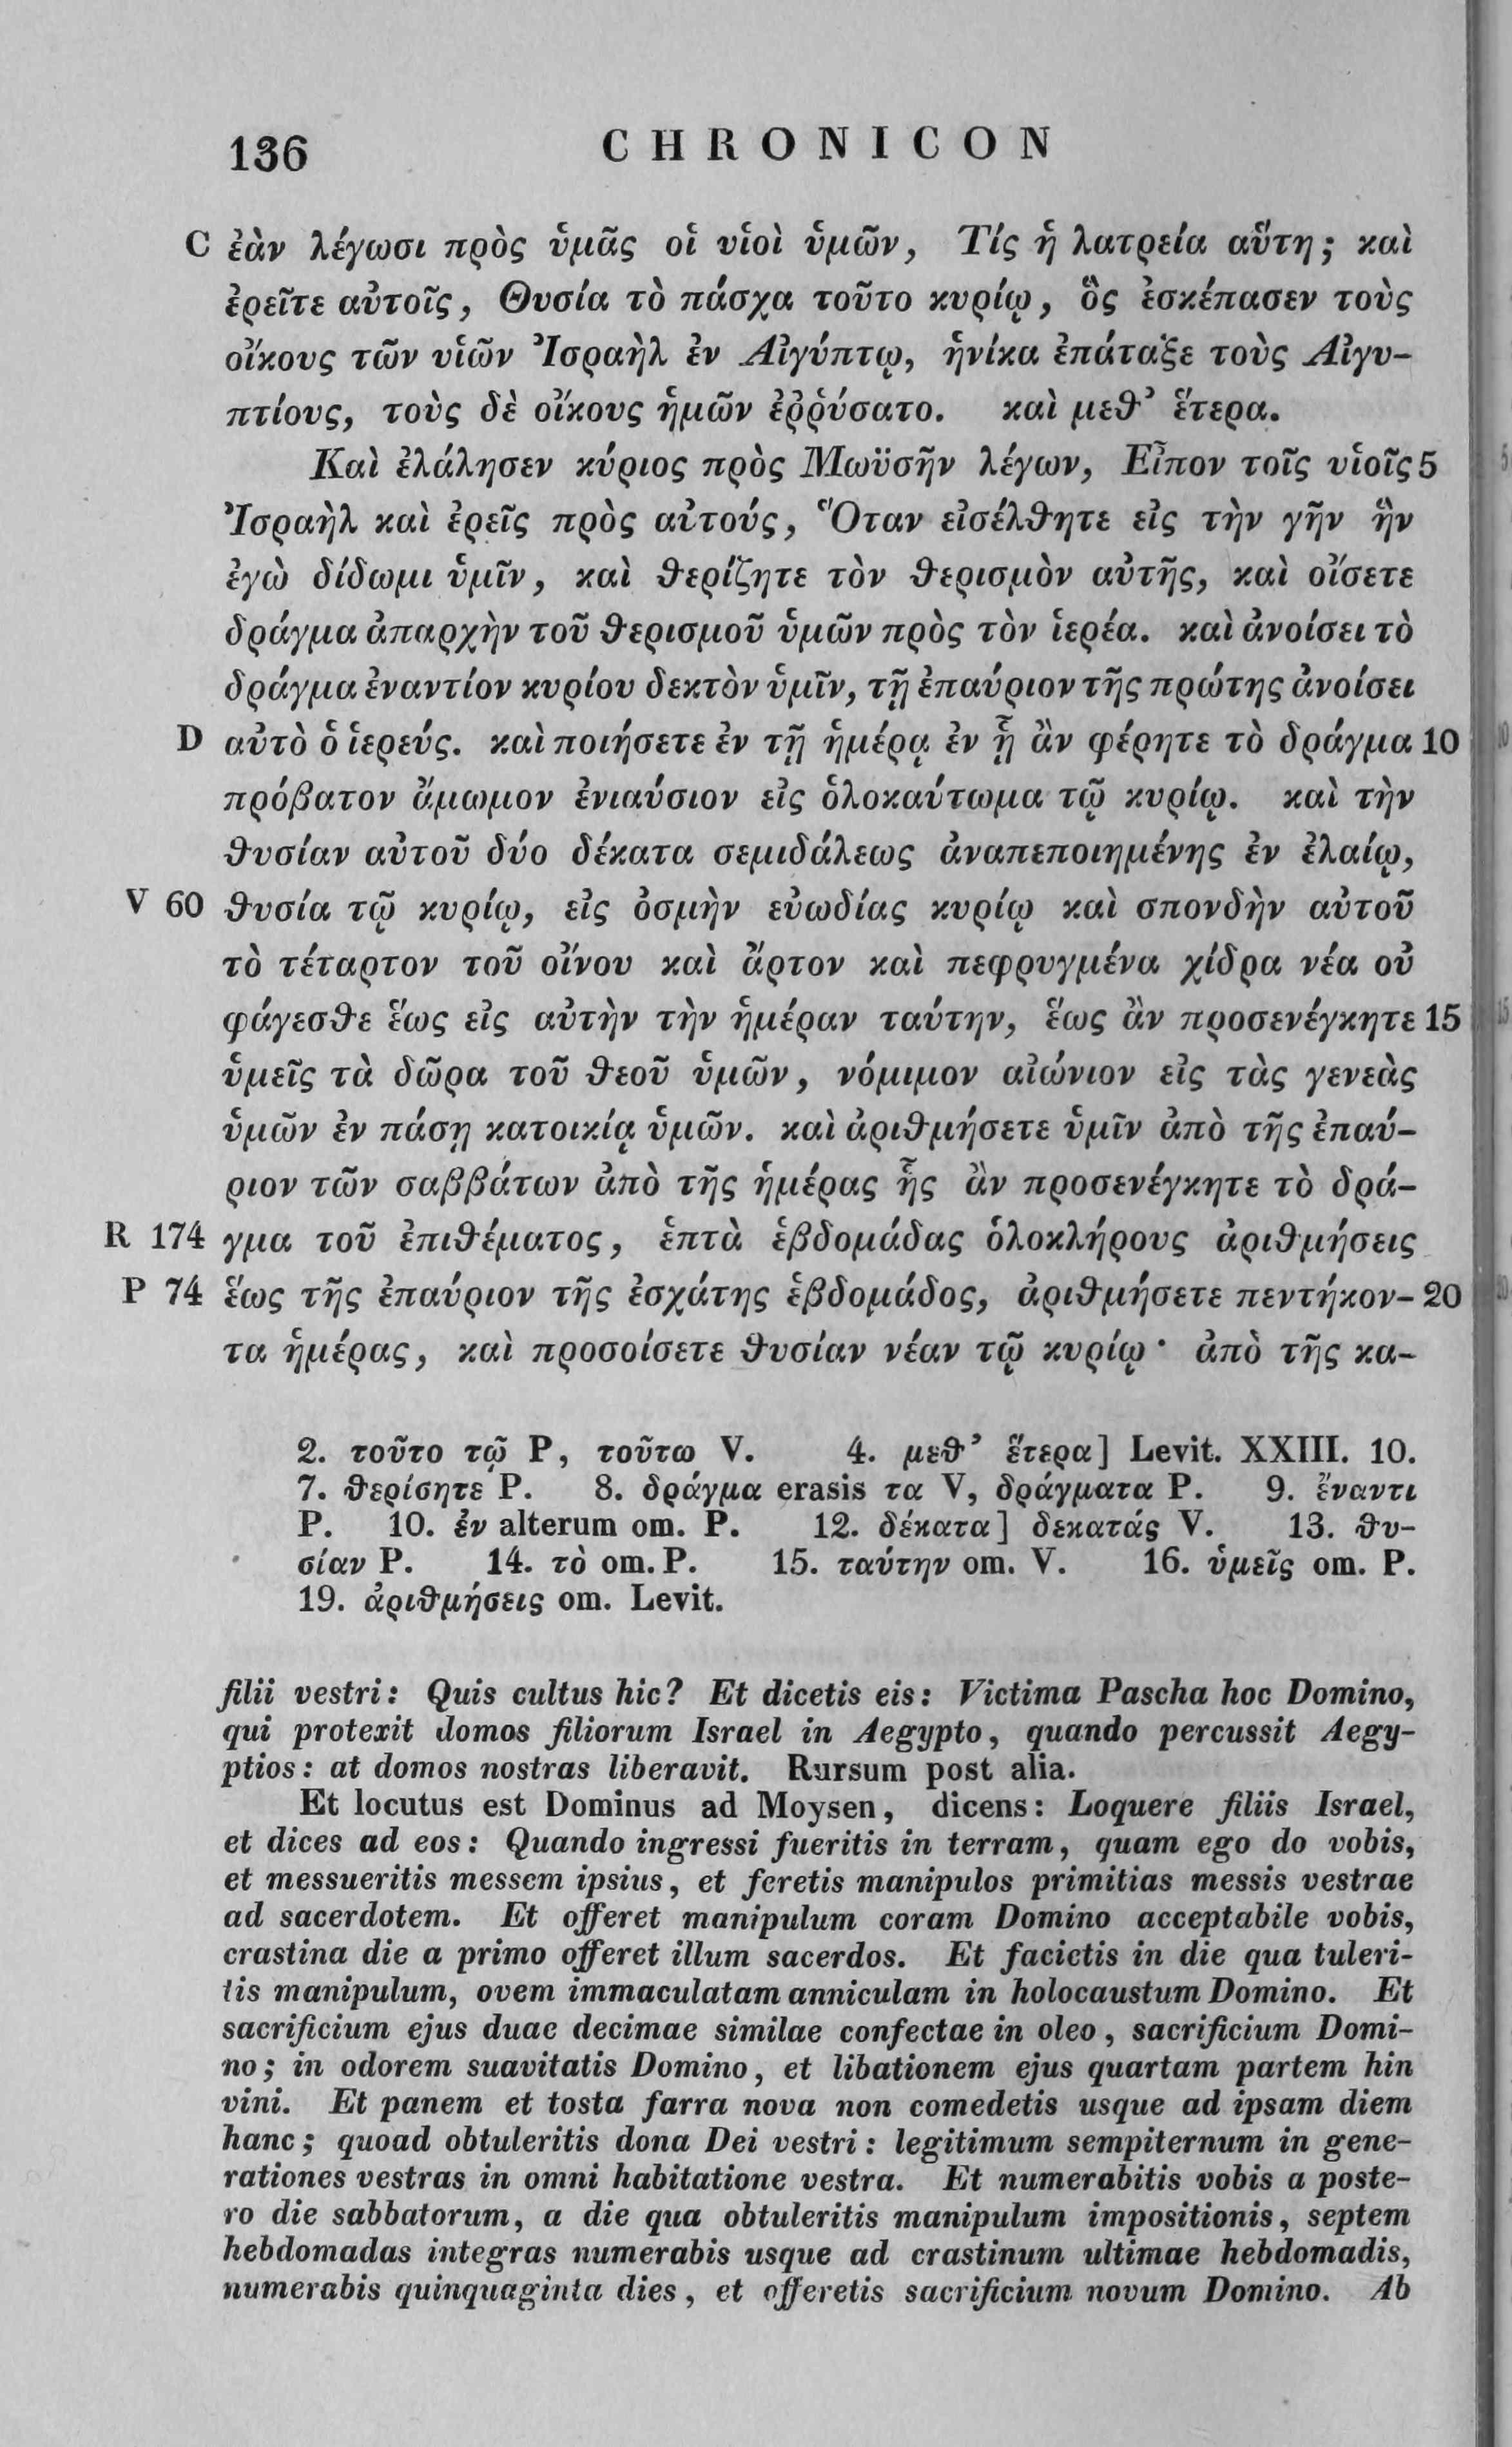 136 CHRONICON
C ἐὰν λέγωσι πρὸς ὑμᾶς οἱ υἱοὶ ὑμῶν, Τίς ἡ λατρεία αὕτη; καὶ
ἐρεῖτε αὐτοῖς, Θυσία τὸ πάσχα τοῦτο κυρίῳ, ὃς ἐσκέπασεν τοὺς
οἴκους τῶν υἱῶν Ἰσραὴλ ἐν Αἰγύπτῳ, ἡνίκα ἐπάταξε τοὺς Αἰγυ-
πτίους, τοὺς δὲ οἴκους ἡμῶν ἐῤῥύσατο. καὶ μεθ’ ἕτερα.
Καὶ ἐλάλησεν κύριος πρὸς Μωϋσῆν λέγων, Εἶπον τοῖς υἱοῖς 5
Ἰσραὴλ καὶ ἐρεῖς πρὸς αὐτούς, Ὅταν εἰσέλθητε εἰς τὴν γῆν ἣν
ἐγὼ δίδωμι ὑμῖν, καὶ θερίζητε τὸν θερισμὸν αὐτῆς, καὶ οἴσετε
δράγμα ἀπαρχὴν τοῦ θερισμοῦ ὑμῶν πρὸς τὸν ἱερέα. καὶ ἀνοίσει τὸ
δράγμα ἐναντίον κυρίου δεκτὸν ὑμῖν, τῇ ἐπαύριον τῆς πρώτης ἀνοίσει
D αὐτὸ ὁ ἱερεύς. καὶ ποιήσετε ἐν τῇ ἡμέρᾳ ἐν ᾗ ἂν φέρητε τὸ δράγμα 10
πρόβατον ἄμωμον ἐνιαύσιον εἰς ὁλοκαύτωμα τῷ κυρίῳ. καὶ τὴν
θυσίαν αὐτοῦ δύο δέκατα σεμιδάλεως ἀναπεποιημένης ἐν ἐλαίῳ,
V 60 θυσία τῷ κυρίῳ, εἰς ὀσμὴν εὐωδίας κυρίῳ καὶ σπονδὴν αὐτοῦ
τὸ τέταρτον τοῦ οἴνου καὶ ἄρτον καὶ πεφρυγμένα χίδρα νέα οὐ
φάγεσθε ἕως εἰς αὐτὴν τὴν ἡμέραν ταύτην, ἕως ἂν προσενέγκητε 15
ὑμεῖς τὰ δῶρα τοῦ θεοῦ ὑμῶν, νόμιμον αἰώνιον εἰς τὰς γενεὰς
ὑμῶν ἐν πάσῃ κατοικίᾳ ὑμῶν. καὶ ἀριθμήσετε ὑμῖν ἀπὸ τῆς ἐπαύ-
ριον τῶν σαββάτων ἀπὸ τῆς ἡμέρας ἧς ἂν προσενέγκητε τὸ δρά-
R 174 γμα τοῦ ἐπιθέματος, ἑπτὰ ἑβδομάδας ὁλοκλήρους ἀριθμήσεις
P 74 ἕως τῆς ἐπαύριον τῆς ἐσχάτης ἑβδομάδος, ἀριθμήσετε πεντήκον- 20
τα ἡμέρας, καὶ προσοίσετε θυσίαν νέαν τῷ κυρίῳ· ἀπὸ τῆς κα-
2. τοῦτο τῷ P, τοῦτω V. 4. μεθ’ ἕτερα] Levit. XXIII. 10.
7. θερίσητε P. 8. δράγμα erasis τα V, δράγματα P. 9. ἔναντι
P. 10. ἐν alterum om. P. 12. δέκατα] δεκατάς V. 13. θυ-
σίαν P. 14. τὸ om. P. 15. ταύτην om. V. 16. ὑμεῖς om. P.
19. ἀριθμήσεις om. Levit.
filii vestri: Quis cultus hic? Et dicetis eis: Victima Pascha hoc Domino,
qui protexit domos filiorum Israel in Aegypto, quando percussit Aegy-
ptios: at domos nostras liberavit. Rursum post alia.
Et locutus est Dominus ad Moysen, dicens: Loquere filiis Israel,
et dices ad eos: Quando ingressi fueritis in terram, quam ego do vobis,
et messueritis messem ipsius, et feretis manipulos primitias messis vestrae
ad sacerdotem. Et offeret manipulum coram Domino acceptabile vobis,
crastina die a primo offeret illum sacerdos. Et facietis in die qua tuleri-
tis manipulum, ovem immaculatam anniculam in holocaustum Domino. Et
sacrificium ejus duae decimae similae confectae in oleo, sacrificium Domi-
no; in odorem suavitatis Domino, et libationem ejus quartam partem hin
vini. Et panem et tosta farra nova non comedetis usque ad ipsam diem
hanc; quoad obtuleritis dona Dei vestri: legitimum sempiternum in gene-
rationes vestras in omni habitatione vestra. Et numerabitis vobis a poste-
ro die sabbatorum, a die qua obtuleritis manipulum impositionis, septem
hebdomadas integras numerabis usque ad crastinum ultimae hebdomadis,
numerabis quinquaginta dies, et offeretis sacrificium novum Domino. Ab